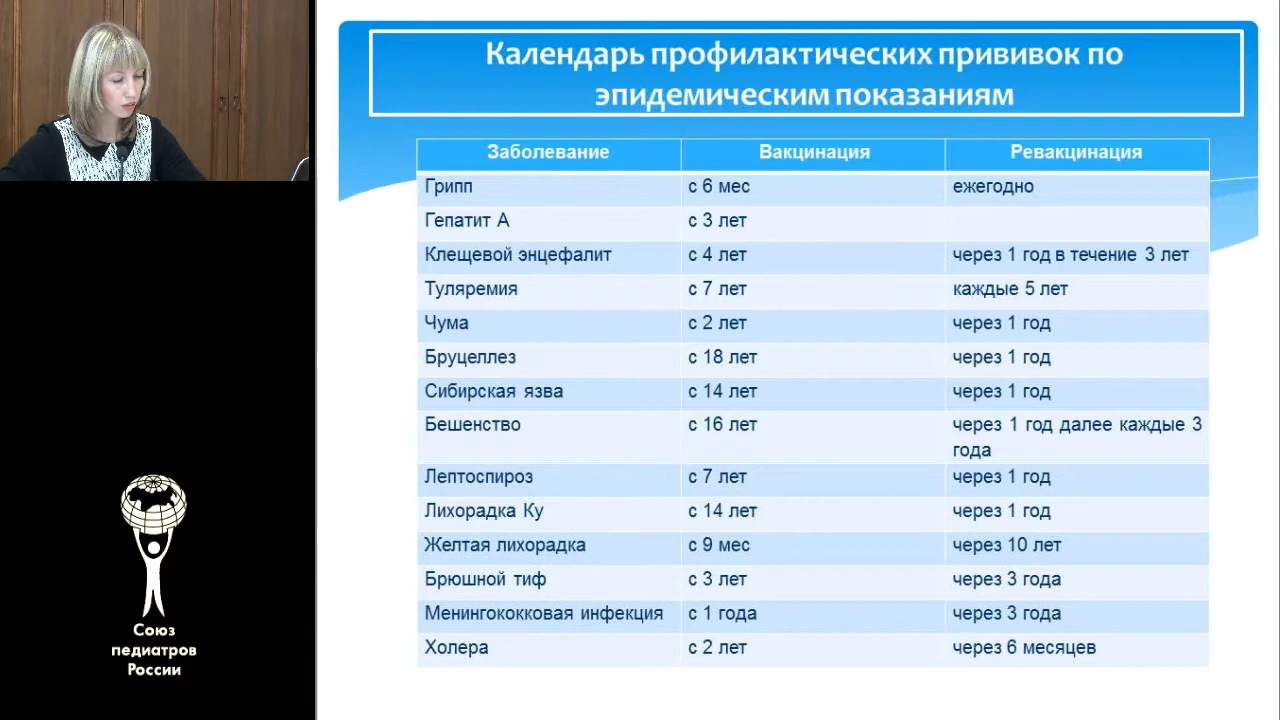 Календарь профилактических прививок по
эпидемическим показаниям
Заболевание Вакцинация Ревакцинация
Грипп с 6 мес ежегодно
Гепатит А с 3 лет
Клещевой энцефалит с 4 лет через 1 год в течение 3 лет
Туляремия с 7 лет каждые 5 лет
Чума с 2 лет через 1 год
Бруцеллез с 18 лет через 1 год
Сибирская язва с 14 лет через 1 год
Бешенство с 16 лет через 1 год далее каждые 3
года
Лептоспироз с 7 лет через 1 год
Лихорадка Ку с 14 лет через 1 год
Желтая лихорадка с 9 мес через 10 лет
Брюшной тиф с 3 лет через 3 года
Менингококковая инфекция с 1 года через 3 года
Холера с 2 лет через 6 месяцев
Союз
педиатров
России